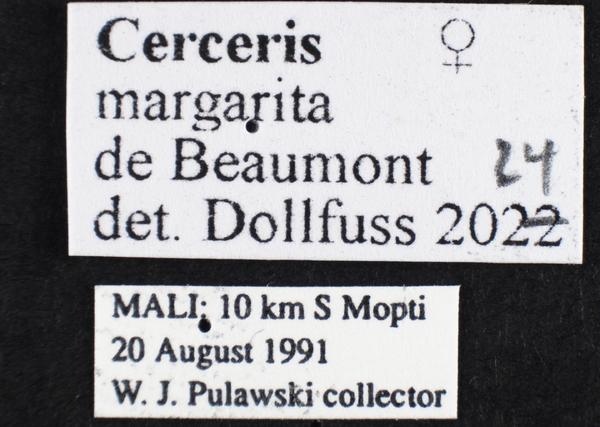 Cerceris ♀
margarita
de Beaumont 24
det. Dollfuss 2022
MALI: 10 km S Mopti
20 August 1991
W. J. Pulawski collector